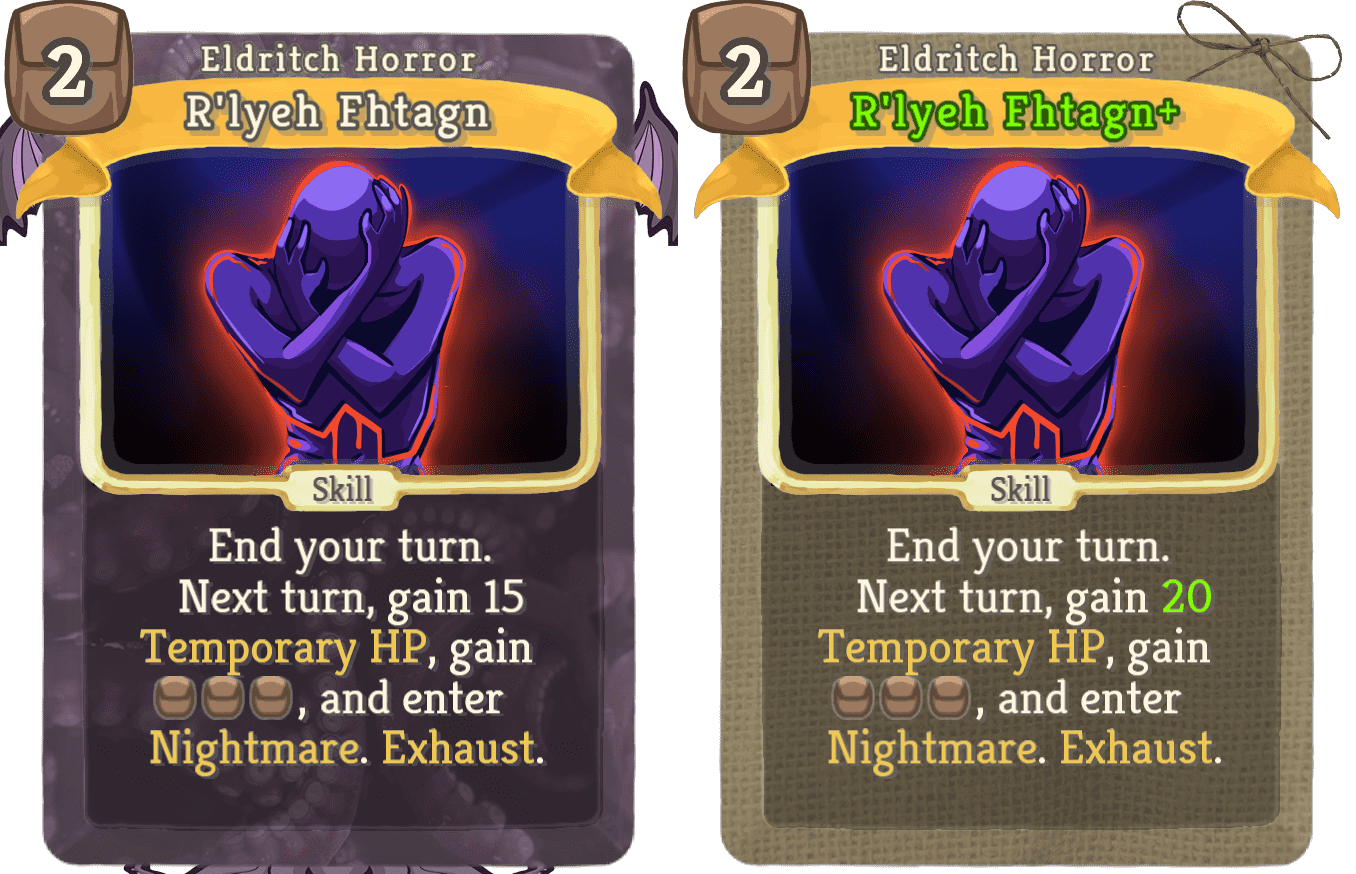 2
Eldritch Horror
R'lyeh Fhtagn
Skill
End your turn.
Next turn, gain 15
Temporary HP, gain
, and enter
Nightmare. Exhaust.
2
Eldritch Horror
R'lyeh Fhtagn+
Skill
End your turn.
Next turn, gain 20
Temporary HP, gain
, and enter
Nightmare. Exhaust.